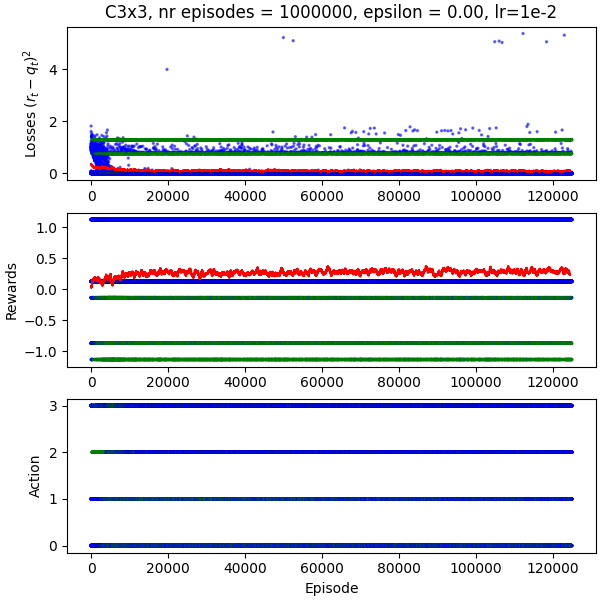 C3x3, nr episodes = 1000000, epsilon = 0.00, lr=1e-2
Losses $(r_t - q_t)^2$
4
2
0
0 20000 40000 60000 80000 100000 120000
Rewards
1.0
0.5
0.0
−0.5
−1.0
0 20000 40000 60000 80000 100000 120000
Action
3
2
1
0
0 20000 40000 60000 80000 100000 120000
Episode